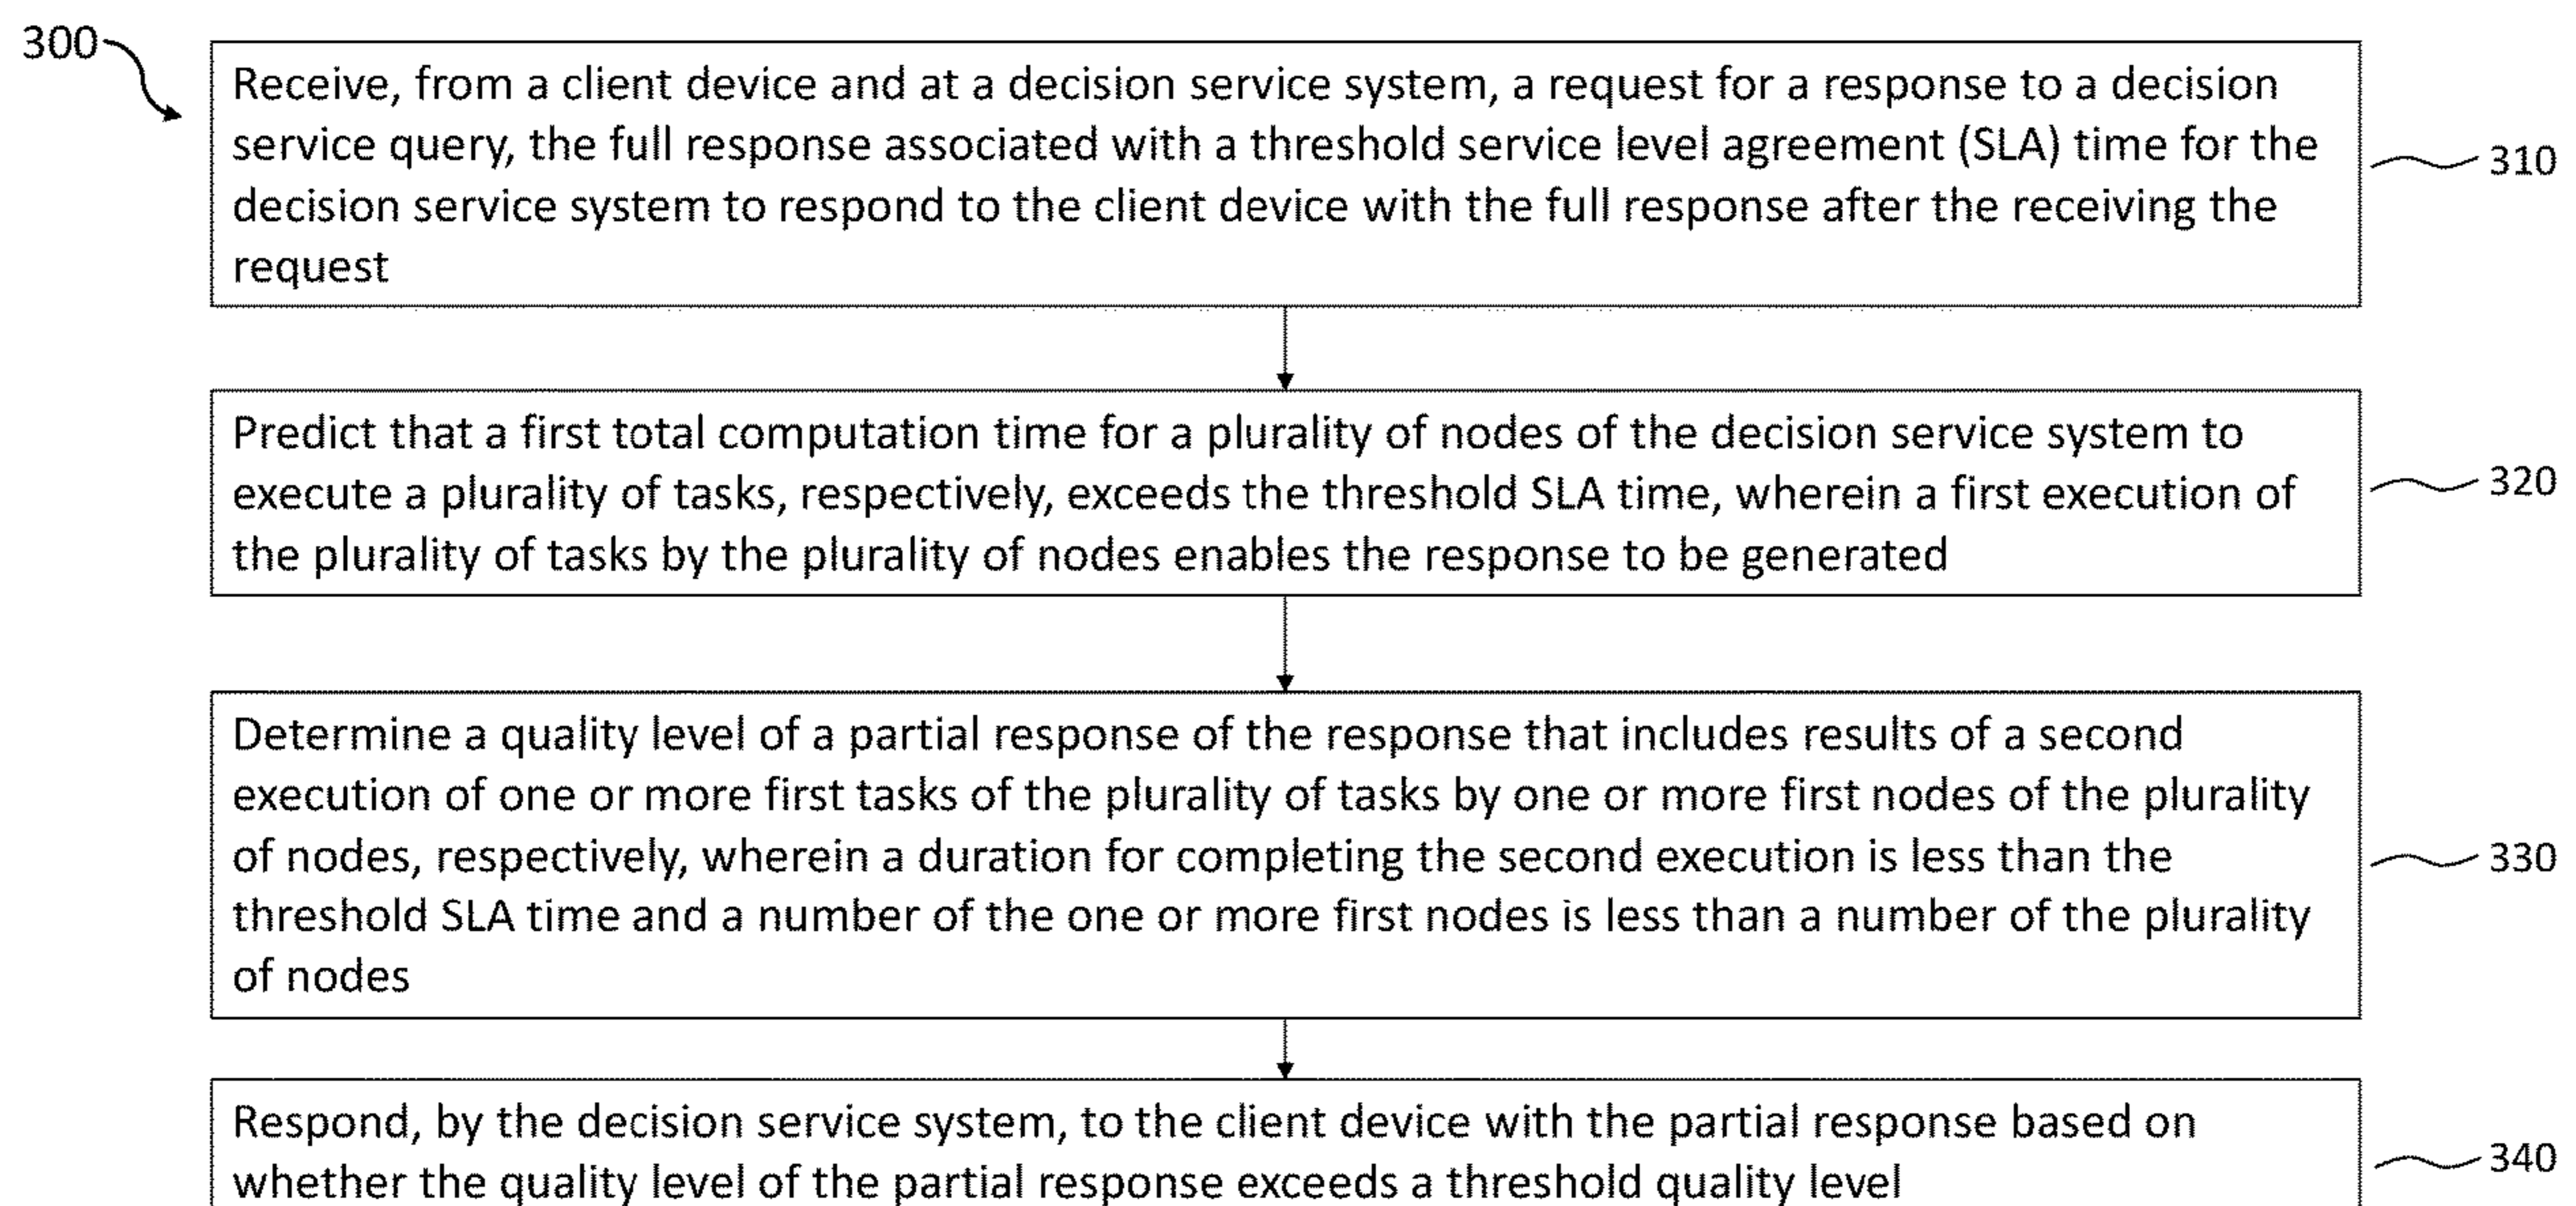 300
Receive, from a client device and at a decision service system, a request for a response to a decision
service query, the full response associated with a threshold service level agreement (SLA) time for the
decision service system to respond to the client device with the full response after the receiving the
request
310
Predict that a first total computation time for a plurality of nodes of the decision service system to
execute a plurality of tasks, respectively, exceeds the threshold SLA time, wherein a first execution of
the plurality of tasks by the plurality of nodes enables the response to be generated
320
Determine a quality level of a partial response of the response that includes results of a second
execution of one or more first tasks of the plurality of tasks by one or more first nodes of the plurality
of nodes, respectively, wherein a duration for completing the second execution is less than the
threshold SLA time and a number of the one or more first nodes is less than a number of the plurality
of nodes
330
Respond, by the decision service system, to the client device with the partial response based on
whether the quality level of the partial response exceeds a threshold quality level
340